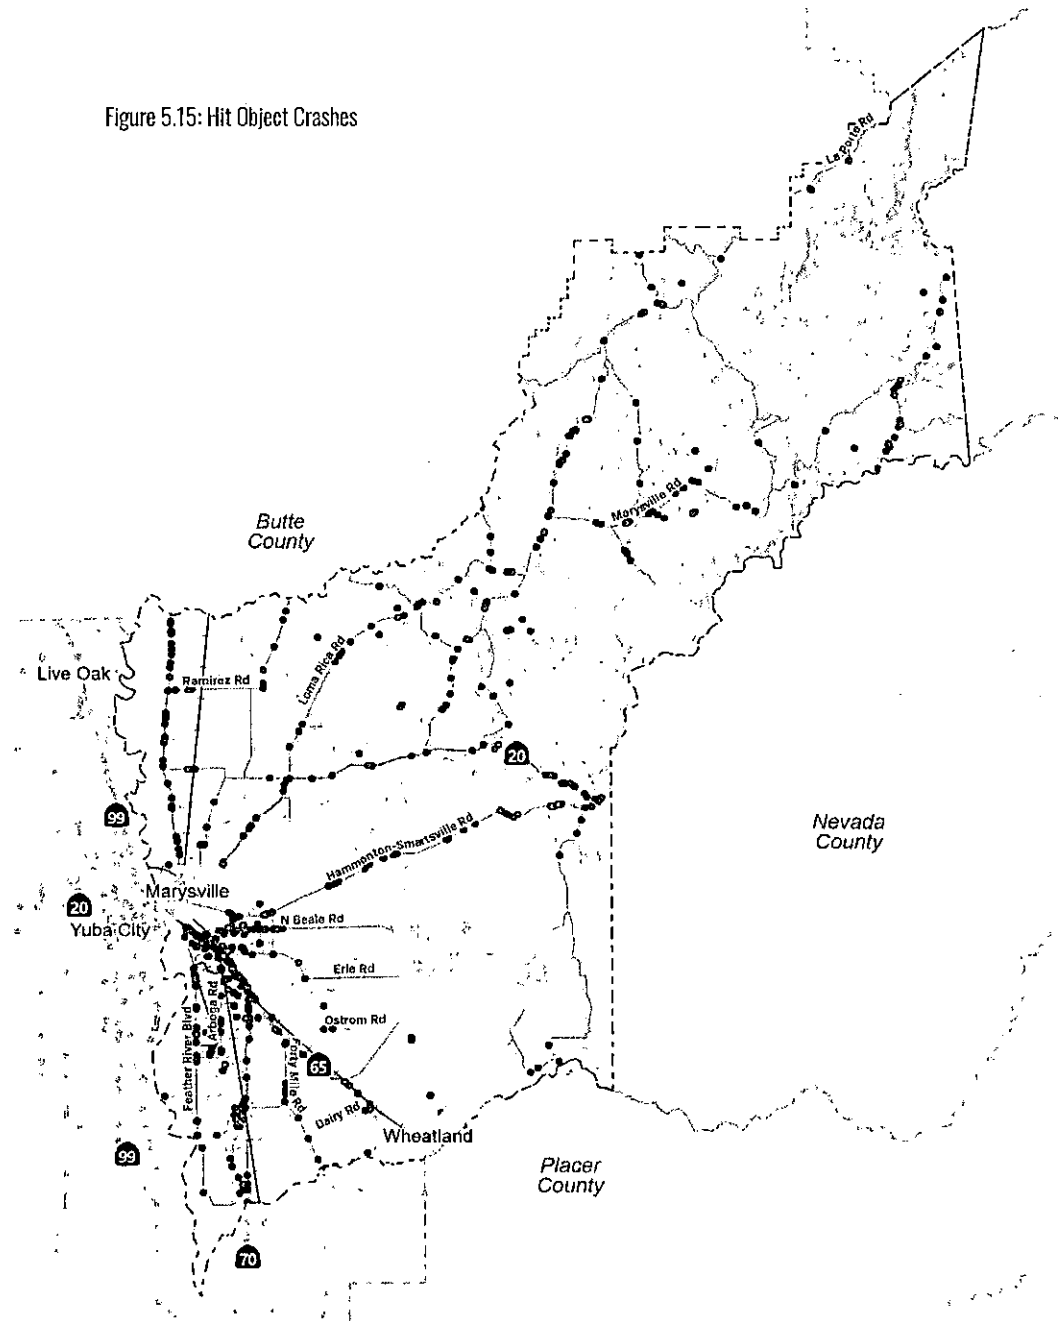 Figure 5.15: Hit Object Crashes
La Porte Rd
Marysville Rd
Butte
County
Live Oak
Ramirez Rd
Loma Rica Rd
20
99
Hammonton-Smartsville Rd
Nevada
County
Marysville
20
Yuba City
N Beale Rd
Erle Rd
Feather River Blvd
Arboga Rd
Ostrom Rd
Forty Mile Rd
65
Dairy Rd
Wheatland
99
Placer
County
70